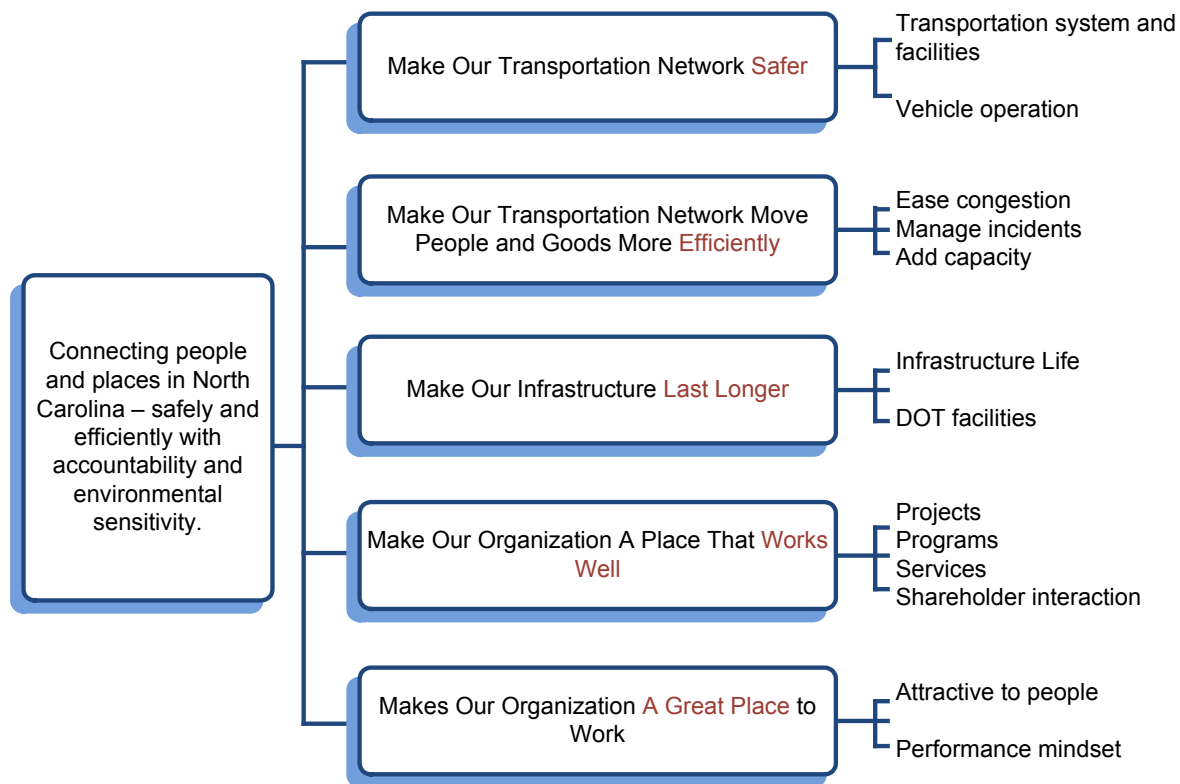 Connecting people
and places in North
Carolina – safely and
efficiently with
accountability and
environmental
sensitivity.
Make Our Transportation Network Safer
Transportation system and
facilities
Vehicle operation
Make Our Transportation Network Move
People and Goods More Efficiently
Ease congestion
Manage incidents
Add capacity
Make Our Infrastructure Last Longer
Infrastructure Life
DOT facilities
Make Our Organization A Place That Works
Well
Projects
Programs
Services
Shareholder interaction
Makes Our Organization A Great Place to
Work
Attractive to people
Performance mindset